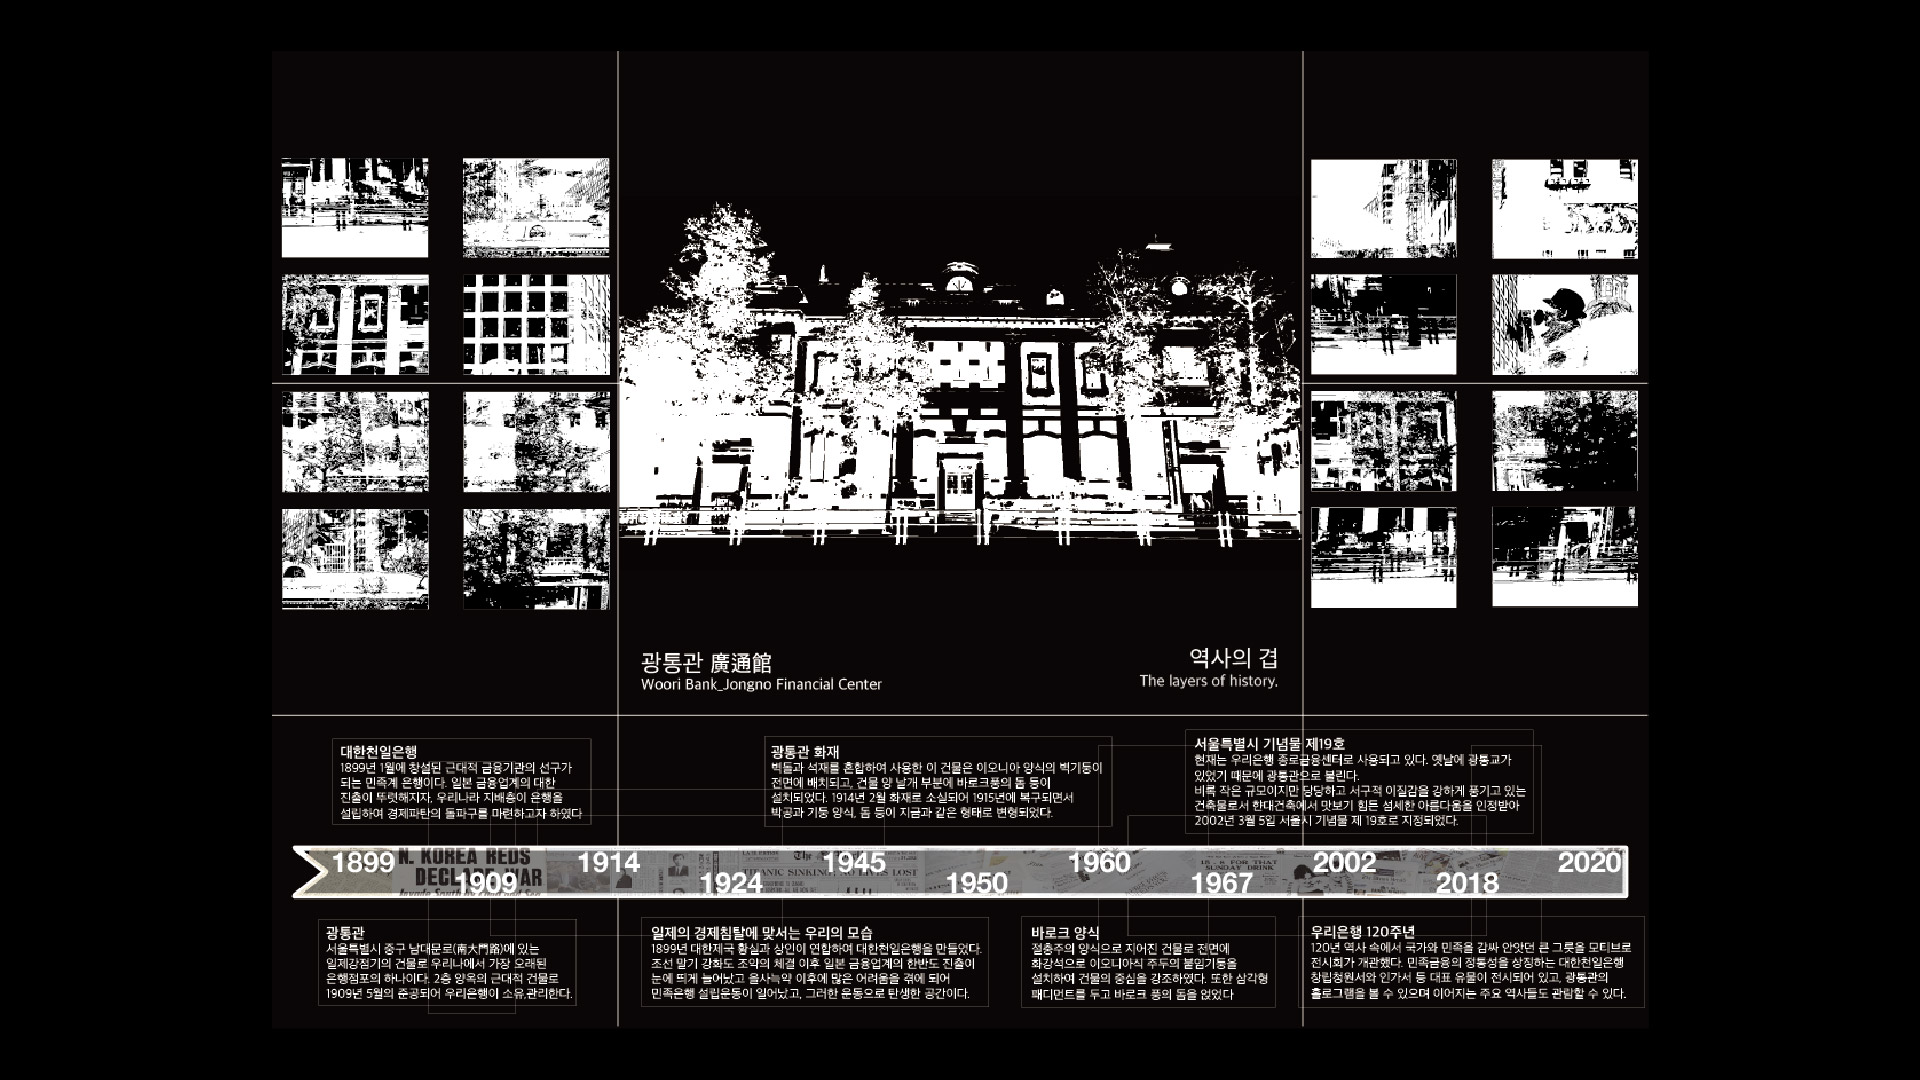 광통관 廣通館
Woori Bank_Jongno Financial Center
역사의 겹
The layers of history.
대한천일은행
1899년 1월에 창설된 근대적 금융기관의 선구가
되는 민족계 은행이다. 일본 금융업계의 대한
진출이 뚜렷해지자, 우리나라 지배층이 은행을
설립하여 경제파탄의 돌파구를 마련하고자 하였다
광통관 화재
벽돌과 석재를 혼합하여 사용한 이 건물은 이오니아 양식의 벽기둥이
전면에 배치되고, 건물 양 날개 부분에 바로크풍의 돔 등이
설치되었다. 1914년 2월 화재로 소실되어 1915년에 복구되면서
박공과 기둥 양식, 돔 등이 지금과 같은 형태로 변형되었다.
서울특별시 기념물 제19호
현재는 우리은행 종로금융센터로 사용되고 있다. 옛날에 광통교가
있었기 때문에 광통관으로 불린다.
비록 작은 규모이지만 당당하고 서구적 이질감을 강하게 풍기고 있는
건축물로서 현대건축에서 맛보기 힘든 섬세한 아름다움을 인정받아
2002년 3월 5일 서울시 기념물 제 19호로 지정되었다.
N. KOREA REDS
DECLARE WAR
TITANIC SINKING; NO LIVES LOST
15 - 6 FOR THAT
SUNDAY DRINK
1899
1909
1914
1924
1945
1950
1960
1967
2002
2018
2020
광통관
서울특별시 중구 남대문로(南大門路)에 있는
일제강점기의 건물로 우리나에서 가장 오래된
은행점포의 하나이다. 2층 양옥의 근대적 건물로
1909년 5월의 준공되어 우리은행이 소유,관리한다.
일제의 경제침탈에 맞서는 우리의 모습
1899년 대한제국 황실과 상인이 연합하여 대한천일은행을 만들었다.
조선 말기 강화도 조약의 체결 이후 일본 금융업계의 한반도 진출이
눈에 띄게 늘어났고 을사늑약 이후에 많은 어려움을 겪에 되어
민족은행 설립운동이 일어났고, 그러한 운동으로 탄생한 공간이다.
바로크 양식
절충주의 양식으로 지어진 건물로 전면에
화강석으로 이오니아식 주두의 붙임기둥을
설치하여 건물의 중심을 강조하였다. 또한 삼각형
패디먼트를 두고 바로크 풍의 돔을 얹었다
우리은행 120주년
120년 역사 속에서 국가와 민족을 감싸 안았던 큰 그릇을 모티브로
전시회가 개관했다. 민족금융의 정통성을 상징하는 대한천일은행
창립청원서와 인가서 등 대표 유물이 전시되어 있고, 광통관의
홀로그램을 볼 수 있으며 이어지는 주요 역사들도 관람할 수 있다.